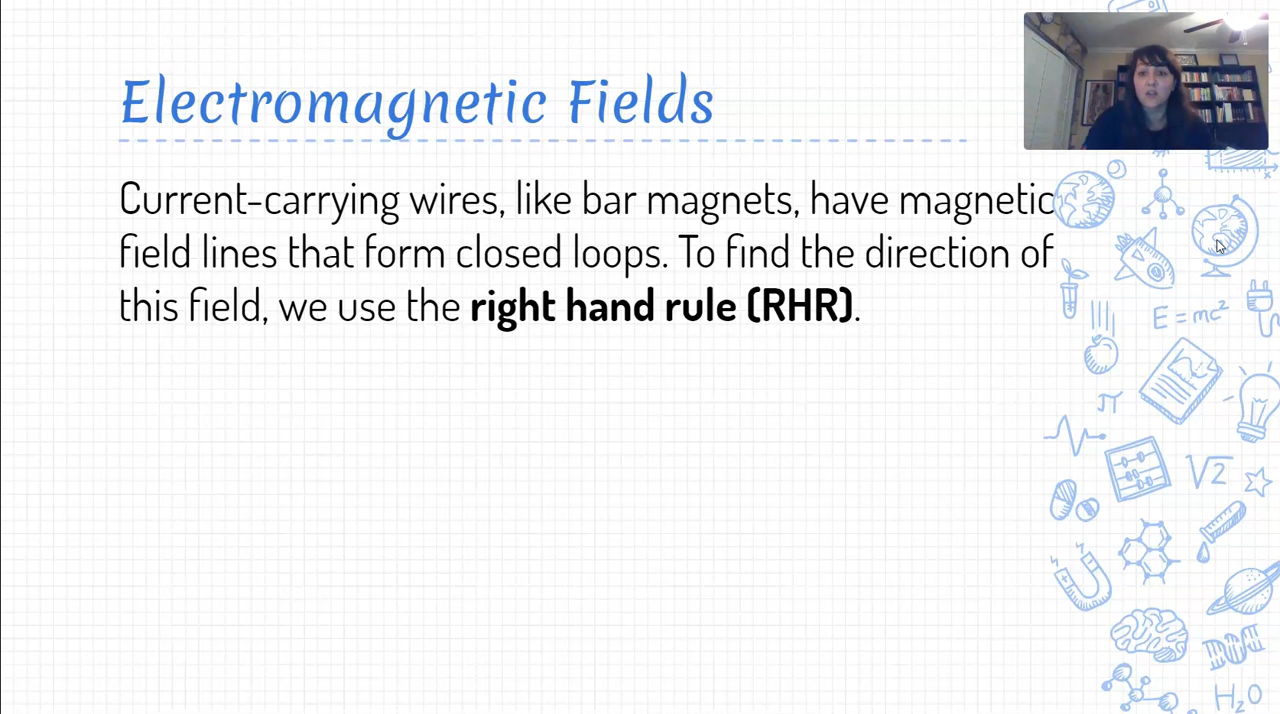 Electromagnetic Fields
Current-carrying wires, like bar magnets, have magnetic
field lines that form closed loops. To find the direction of
this field, we use the right hand rule (RHR).
E=mc²
π
√2
H₂O